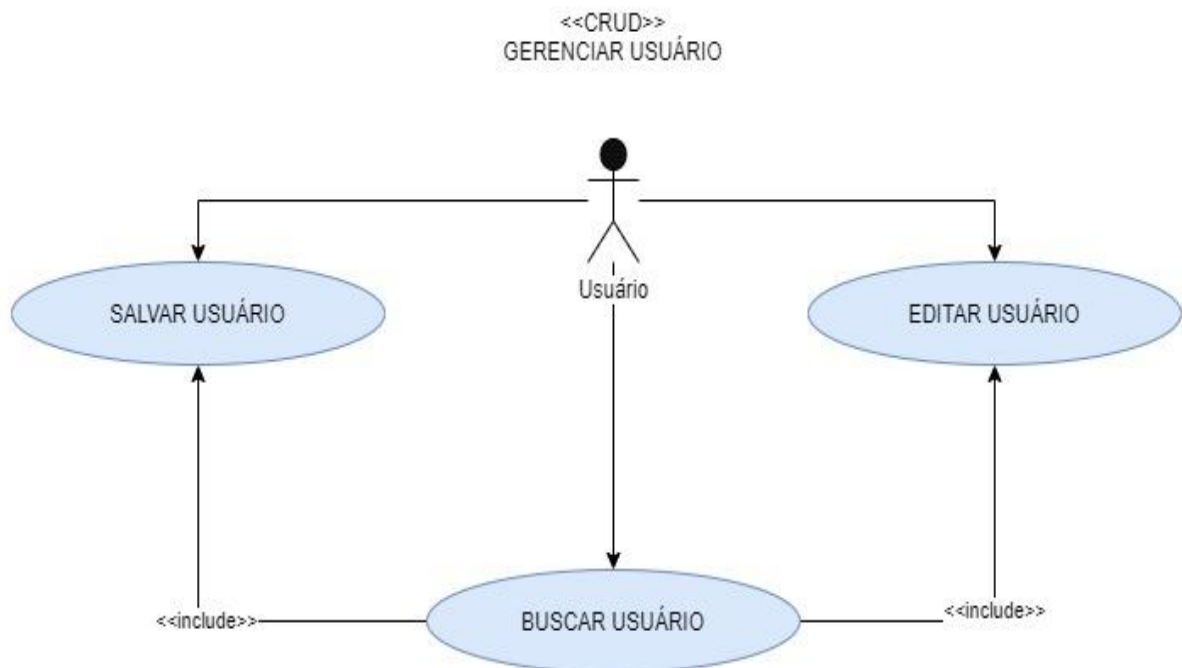 <<CRUD>>
GERENCIAR USUÁRIO
Usuário
SALVAR USUÁRIO
EDITAR USUÁRIO
<<include>>
BUSCAR USUÁRIO
<<include>>